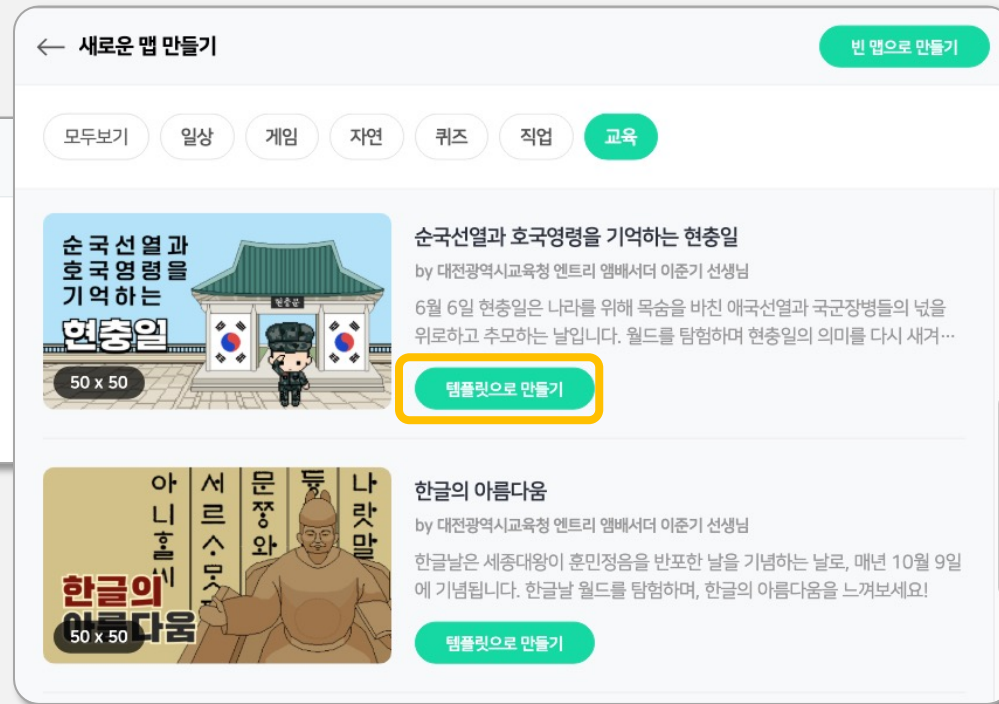 ← 새로운 맵 만들기
빈 맵으로 만들기
모두보기 일상 게임 자연 퀴즈 직업 교육
순국선열과
호국영령을
기억하는
현충일
현충문
50 x 50
순국선열과 호국영령을 기억하는 현충일
by 대전광역시교육청 엔트리 앰배서더 이준기 선생님
6월 6일 현충일은 나라를 위해 목숨을 바친 애국선열과 국군장병들의 넋을
위로하고 추모하는 날입니다. 월드를 탐험하며 현충일의 의미를 다시 새겨…
템플릿으로 만들기
나랏말
문쫑와
서르ᄉᆞ
아니ᄒᆞᆯ
한글의
아름다움
50 x 50
한글의 아름다움
by 대전광역시교육청 엔트리 앰배서더 이준기 선생님
한글날은 세종대왕이 훈민정음을 반포한 날을 기념하는 날로, 매년 10월 9일
에 기념됩니다. 한글날 월드를 탐험하며, 한글의 아름다움을 느껴보세요!
템플릿으로 만들기